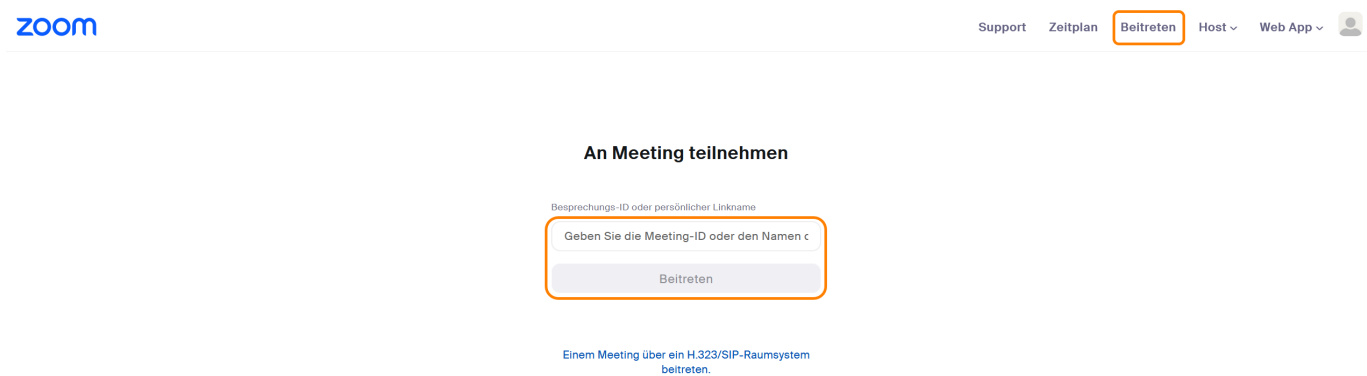 zoom
Support Zeitplan Beitreten Host Web App
An Meeting teilnehmen
Besprechungs-ID oder persönlicher Linkname
Geben Sie die Meeting-ID oder den Namen c
Beitreten
Einem Meeting über ein H.323/SIP-Raumsystem
beitreten.